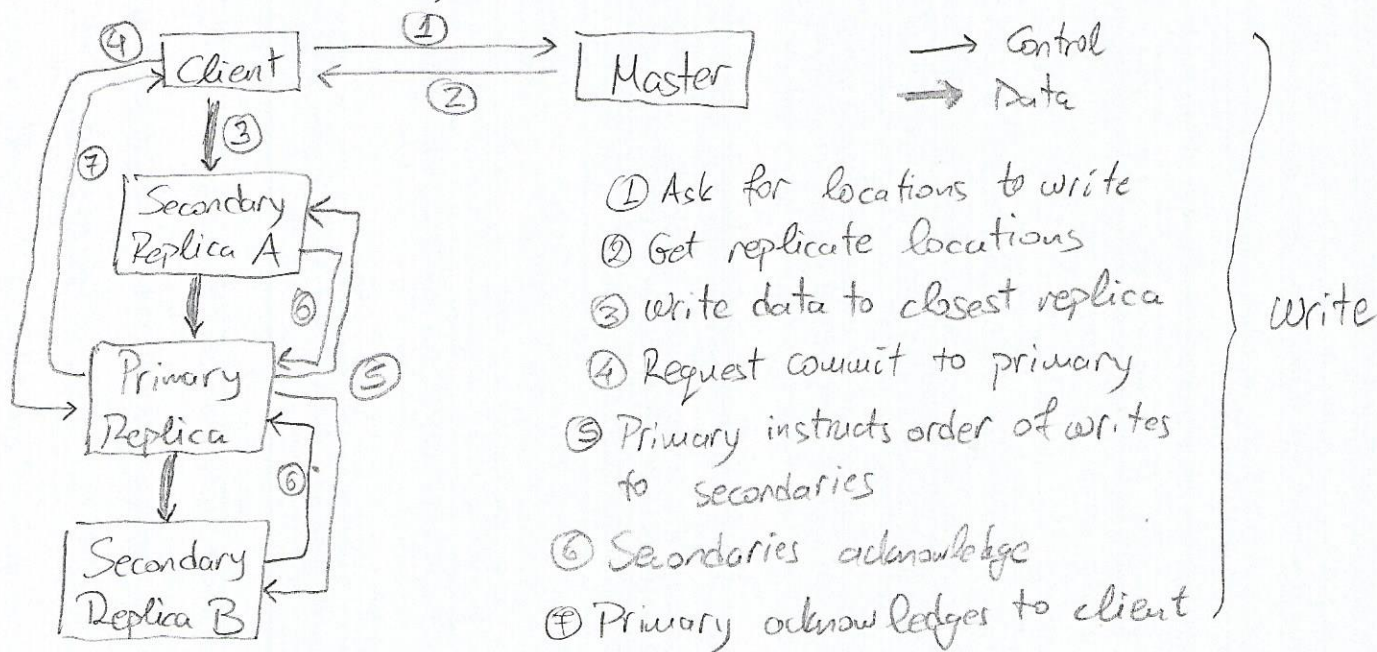 ④
Client
①
②
Master
→ Control
→ Data
③
⑦
Secondary
Replica A
⑥
⑤
Primary
Replica
⑥
Secondary
Replica B
① Ask for locations to write
② Get replicate locations
③ Write data to closest replica
④ Request commit to primary
⑤ Primary instructs order of writes
to secondaries
⑥ Secondaries acknowledge
⑦ Primary acknowledges to client
write